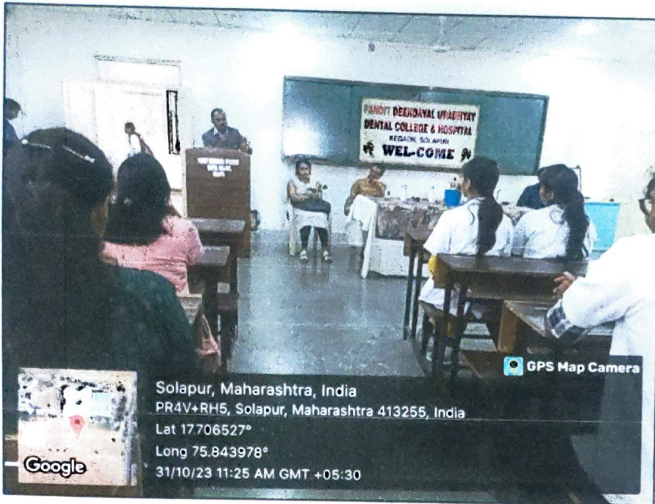 PANDIT DEENDAYAL UPADHYAY
DENTAL COLLEGE & HOSPITAL
KEGAON, SOLAPUR
WEL-COME
GPS Map Camera
Solapur, Maharashtra, India
PR4V+RH5, Solapur, Maharashtra 413255, India
Lat 17.706527°
Long 75.843978°
31/10/23 11:25 AM GMT +05:30
Google